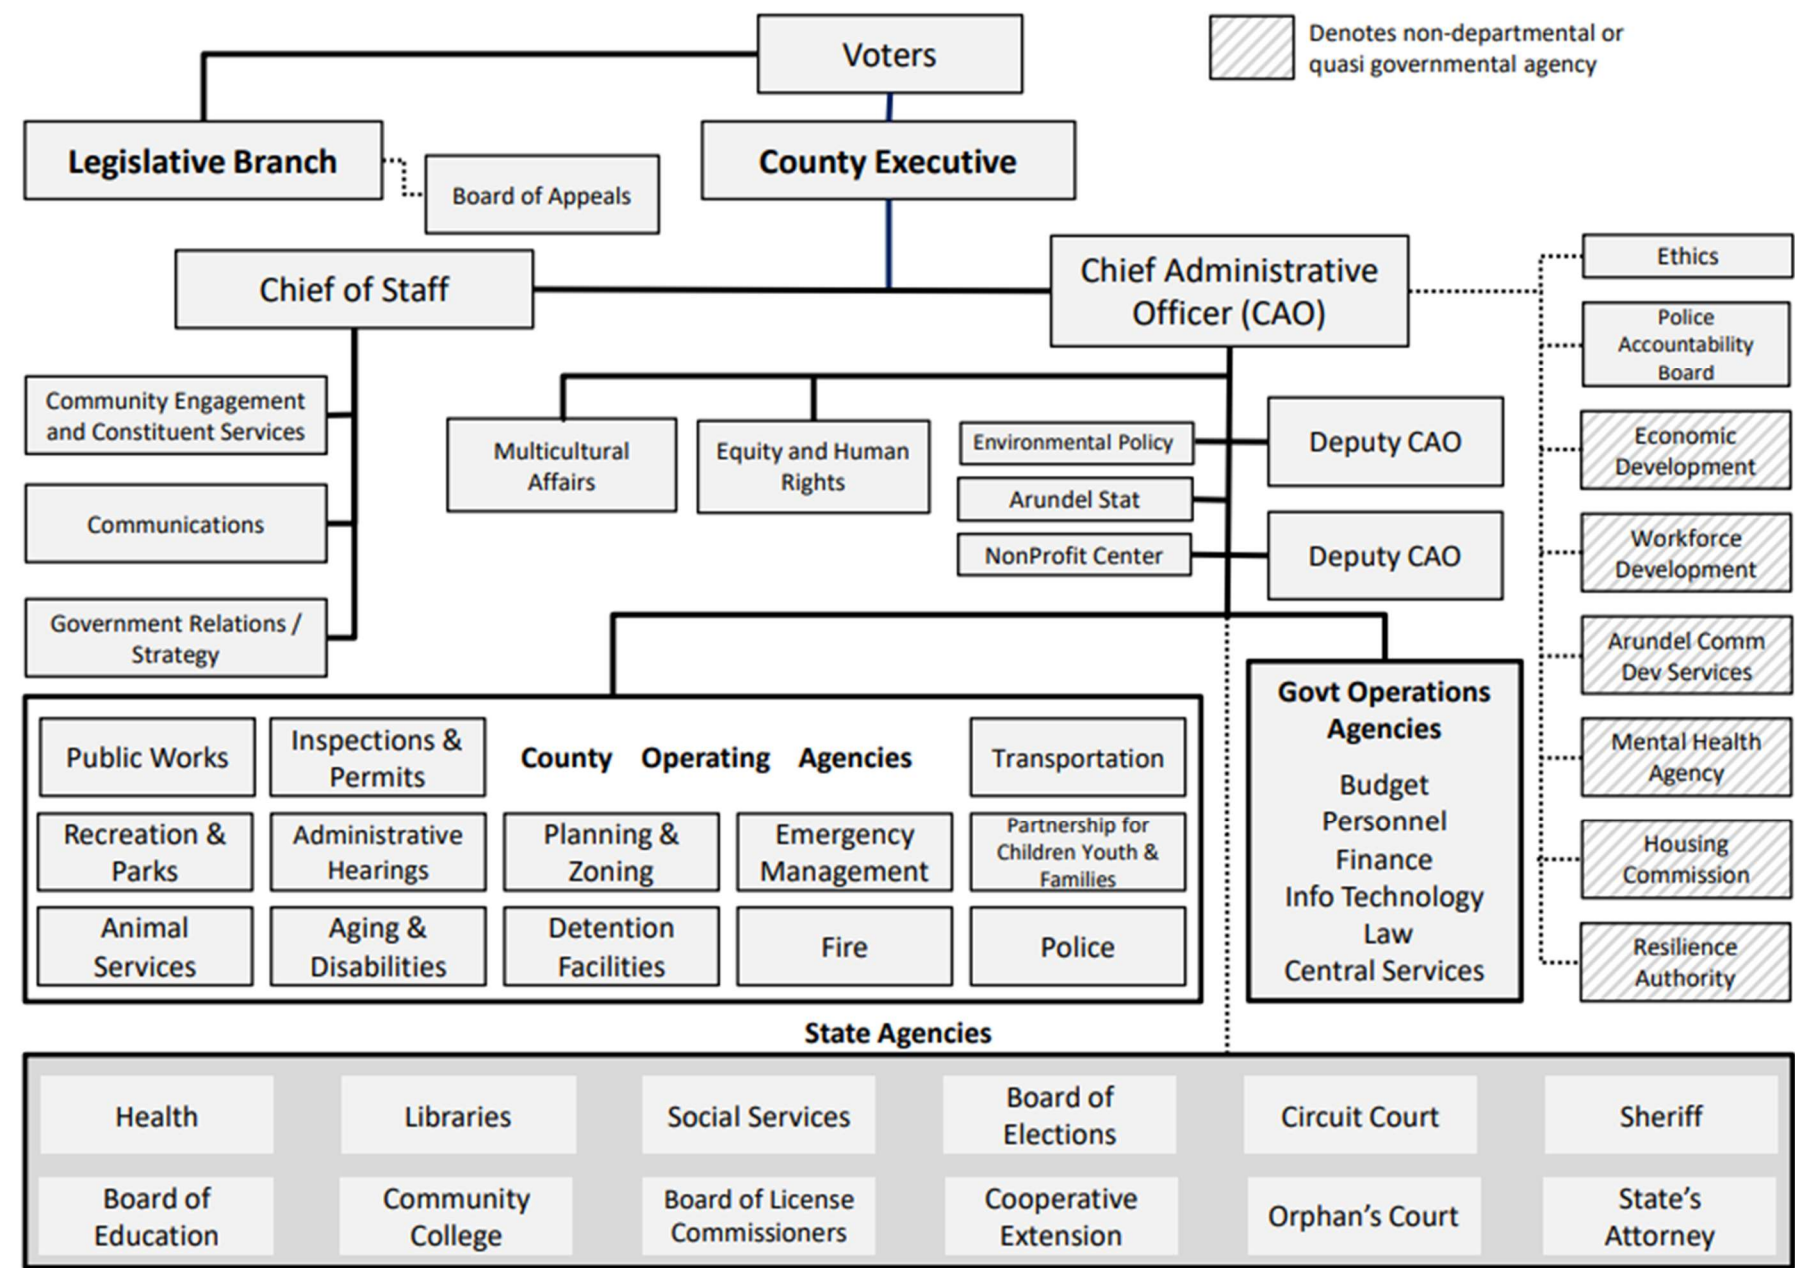 Voters
Denotes non-departmental or
quasi governmental agency
Legislative Branch
Board of Appeals
County Executive
Chief of Staff
Chief Administrative
Officer (CAO)
Ethics
Police
Accountability
Board
Community Engagement
and Constituent Services
Communications
Government Relations /
Strategy
Multicultural
Affairs
Equity and Human
Rights
Environmental Policy
Arundel Stat
NonProfit Center
Deputy CAO
Deputy CAO
Economic
Development
Workforce
Development
Arundel Comm
Dev Services
Mental Health
Agency
Housing
Commission
Resilience
Authority
Public Works
Inspections &
Permits
County Operating Agencies
Transportation
Recreation &
Parks
Administrative
Hearings
Planning &
Zoning
Emergency
Management
Partnership for
Children Youth &
Families
Animal
Services
Aging &
Disabilities
Detention
Facilities
Fire
Police
Govt Operations
Agencies
Budget
Personnel
Finance
Info Technology
Law
Central Services
State Agencies
Health
Libraries
Social Services
Board of
Elections
Circuit Court
Sheriff
Board of
Education
Community
College
Board of License
Commissioners
Cooperative
Extension
Orphan's Court
State's
Attorney